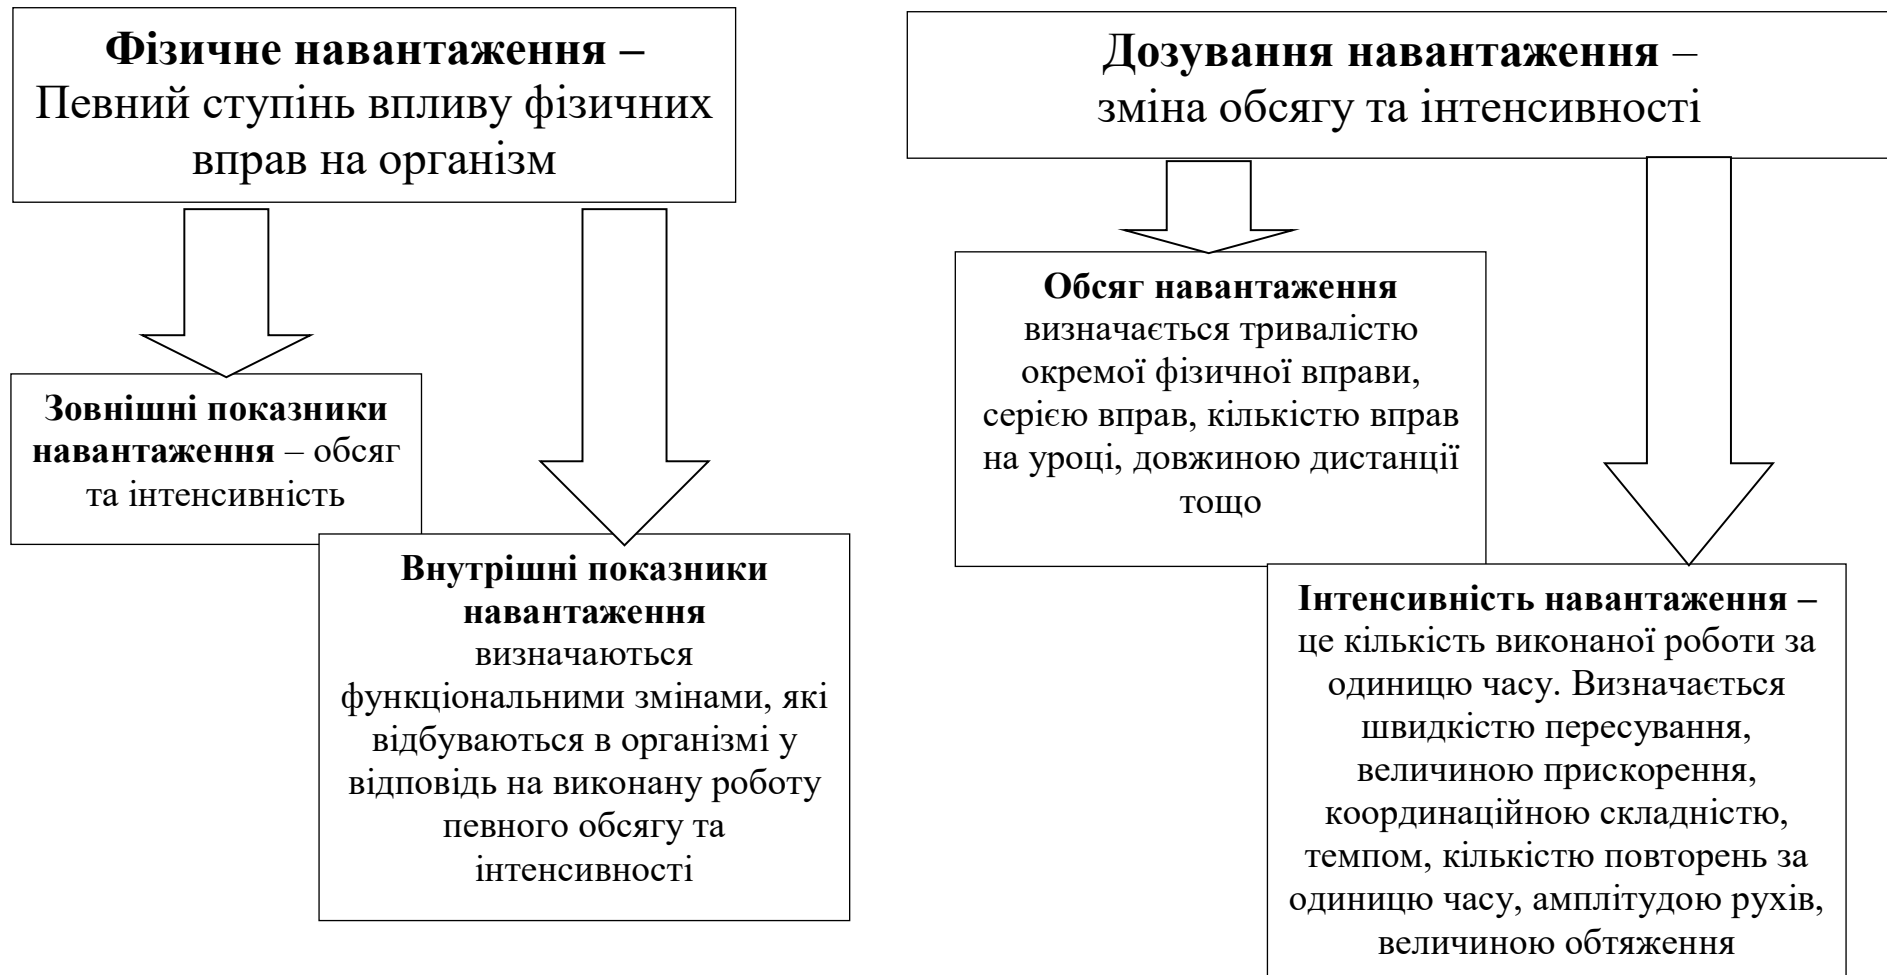 Фізичне навантаження –
Певний ступінь впливу фізичних
вправ на організм
Зовнішні показники
навантаження – обсяг
та інтенсивність
Внутрішні показники
навантаження
визначаються
функціональними змінами, які
відбуваються в організмі у
відповідь на виконану роботу
певного обсягу та
інтенсивності
Дозування навантаження –
зміна обсягу та інтенсивності
Обсяг навантаження
визначається тривалістю
окремої фізичної вправи,
серією вправ, кількістю вправ
на уроці, довжиною дистанції
тощо
Інтенсивність навантаження –
це кількість виконаної роботи за
одиницю часу. Визначається
швидкістю пересування,
величиною прискорення,
координаційною складністю,
темпом, кількістю повторень за
одиницю часу, амплітудою рухів,
величиною обтяження